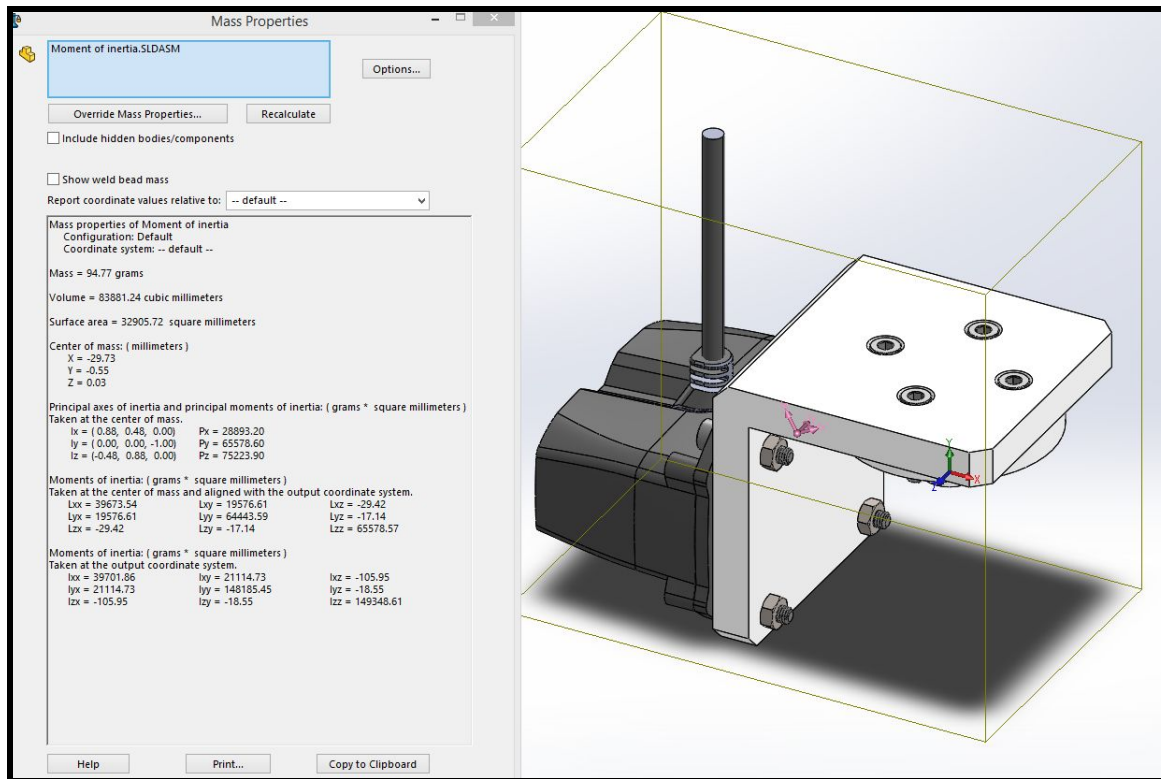 Mass Properties
Moment of inertia.SLDASM
Options...
Override Mass Properties...
Recalculate
Include hidden bodies/components
Show weld bead mass
Report coordinate values relative to: -- default --
Mass properties of Moment of inertia
Configuration: Default
Coordinate system: -- default --
Mass = 94.77 grams
Volume = 83881.24 cubic millimeters
Surface area = 32905.72 square millimeters
Center of mass: ( millimeters )
X = -29.73
Y = -0.55
Z = 0.03
Principal axes of inertia and principal moments of inertia: ( grams * square millimeters )
Taken at the center of mass.
Ix = ( 0.88, 0.48, 0.00) Px = 28893.20
Iy = ( 0.00, 0.00, -1.00) Py = 65578.60
Iz = (-0.48, 0.88, 0.00) Pz = 75223.90
Moments of inertia: ( grams * square millimeters )
Taken at the center of mass and aligned with the output coordinate system.
Lxx = 39673.54 Lxy = 19576.61 Lxz = -29.42
Lyx = 19576.61 Lyy = 64443.59 Lyz = -17.14
Lzx = -29.42 Lzy = -17.14 Lzz = 65578.57
Moments of inertia: ( grams * square millimeters )
Taken at the output coordinate system.
Ixx = 39701.86 Ixy = 21114.73 Ixz = -105.95
Iyx = 21114.73 Iyy = 148185.45 Iyz = -18.55
Izx = -105.95 Izy = -18.55 Izz = 149348.61
Help
Print...
Copy to Clipboard
Y
X
Z